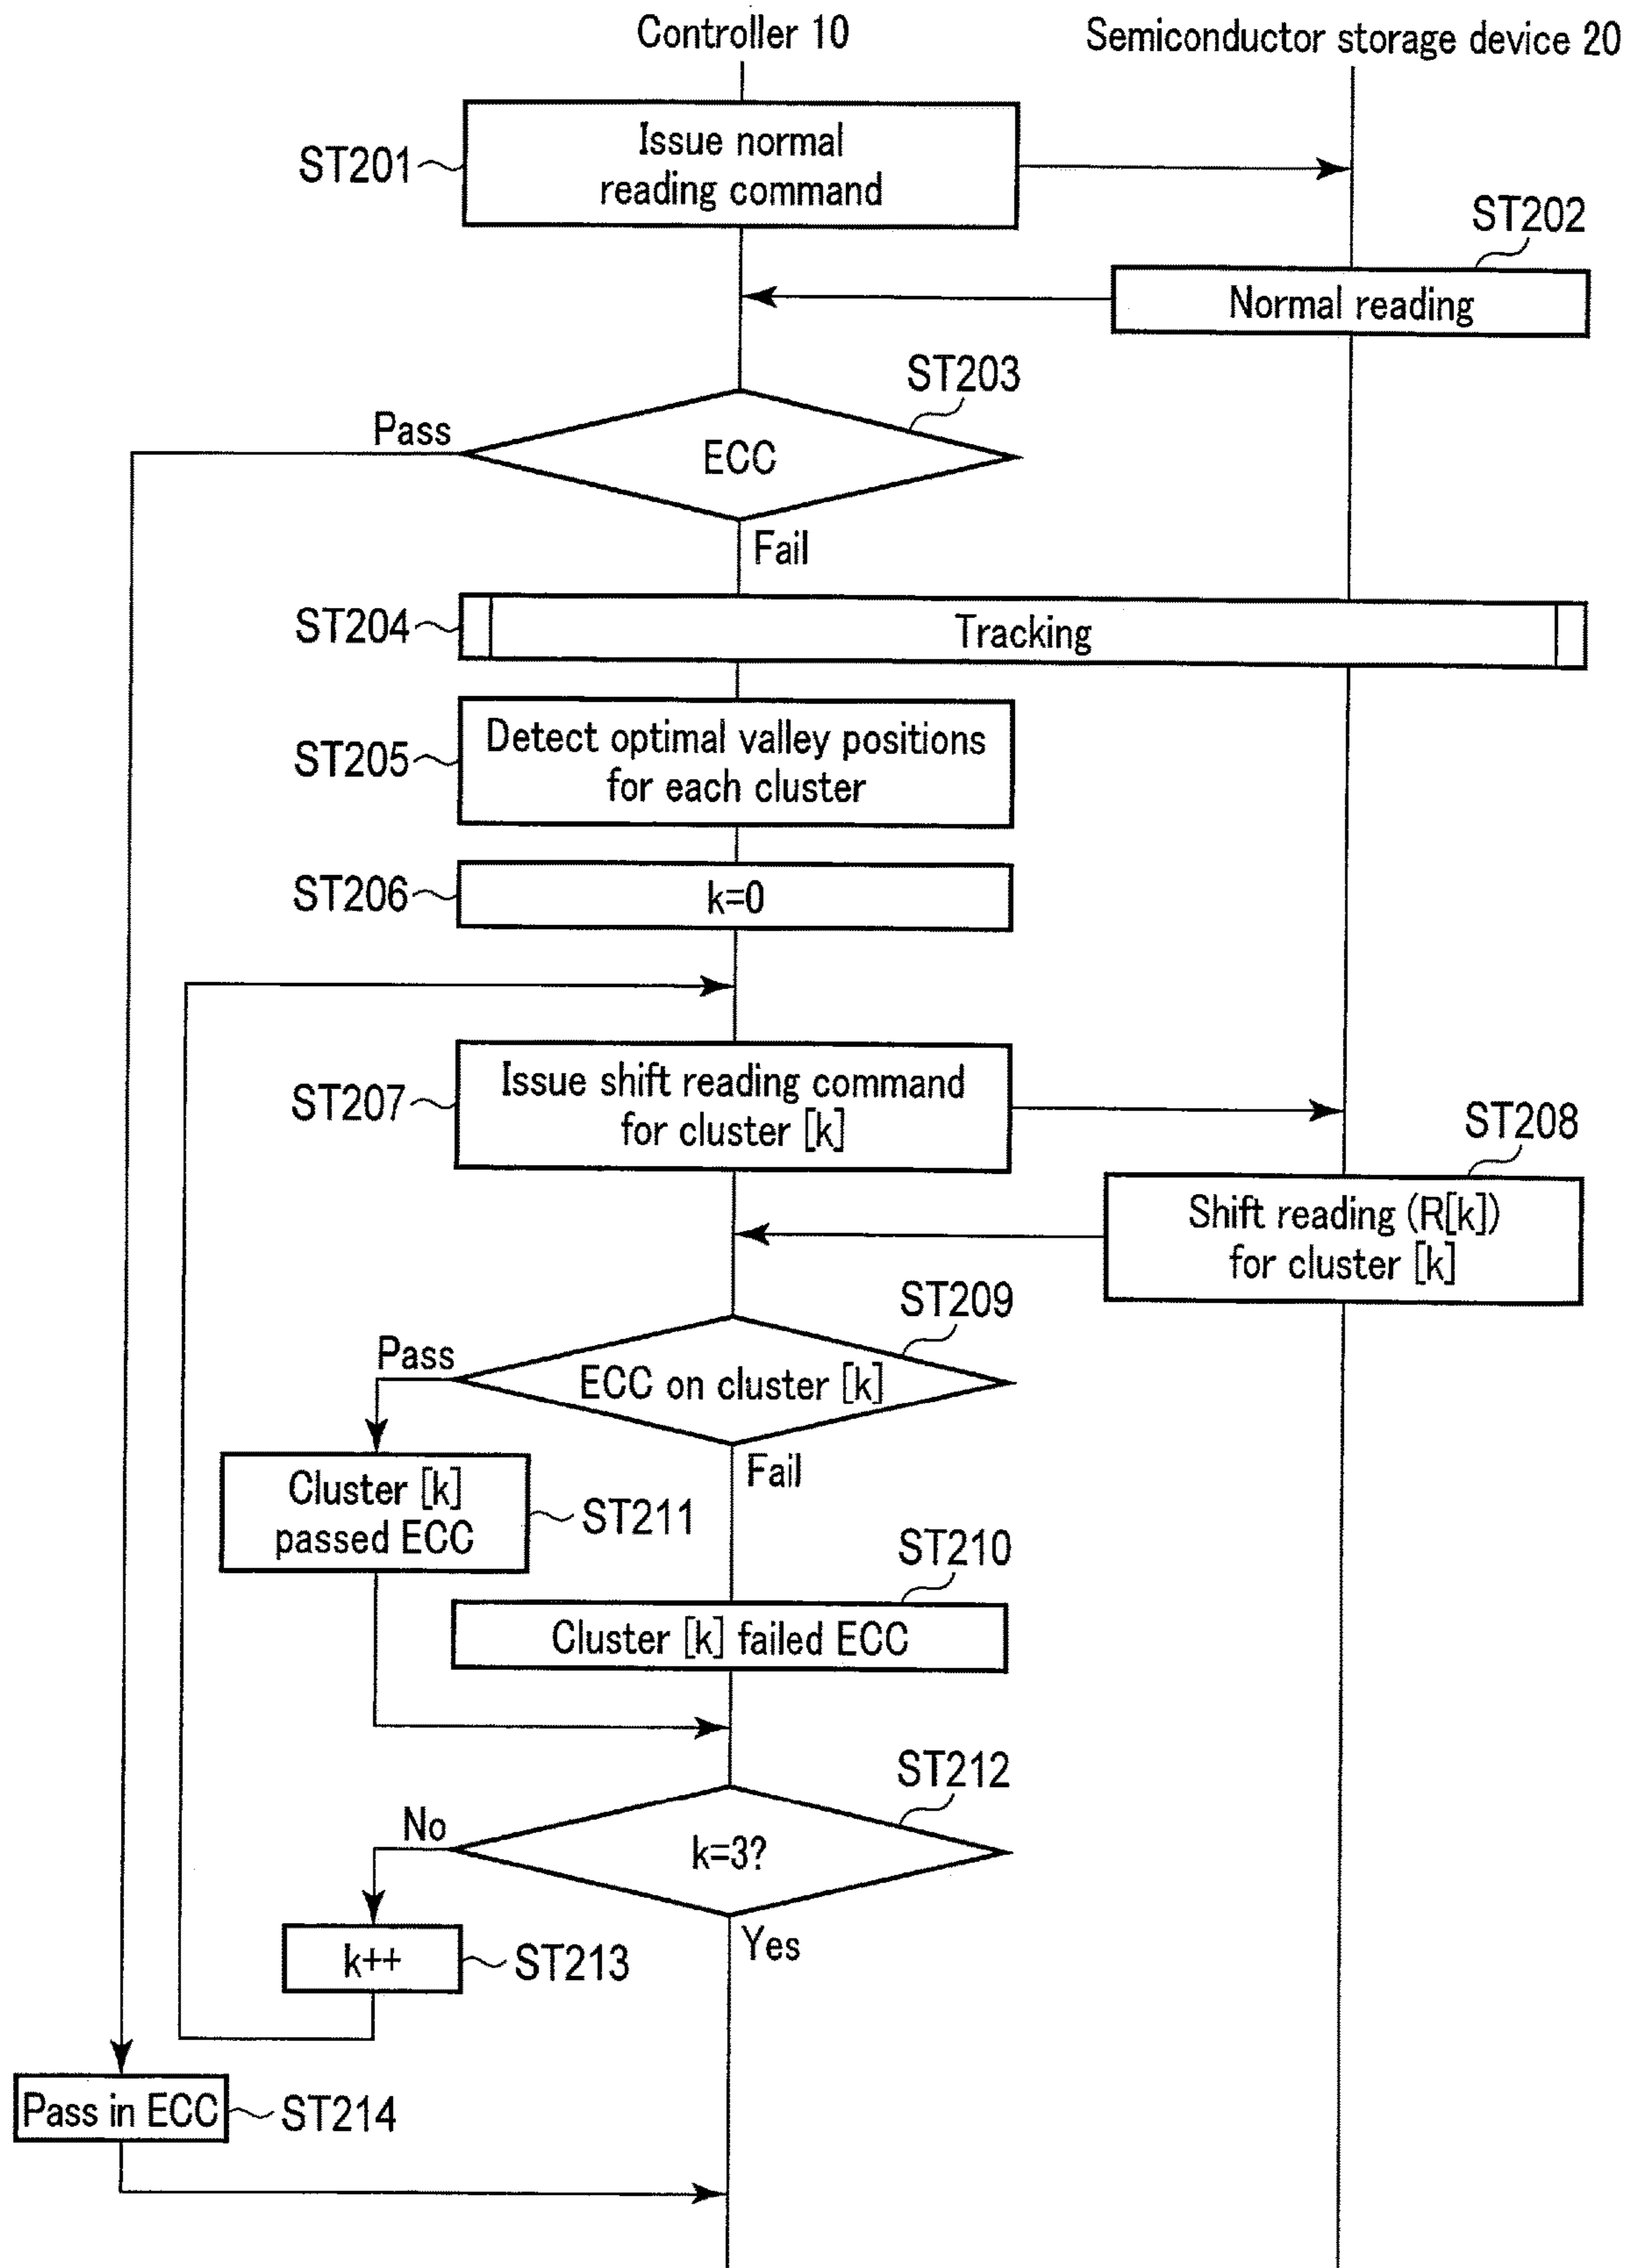 Controller 10
Semiconductor storage device 20
ST201
Issue normal
reading command
ST202
Normal reading
ST203
Pass
ECC
Fail
ST204
Tracking
ST205
Detect optimal valley positions
for each cluster
ST206
k=0
ST207
Issue shift reading command
for cluster [k]
ST208
Shift reading (R[k])
for cluster [k]
ST209
Pass
ECC on cluster [k]
Fail
Cluster [k]
passed ECC
ST211
ST210
Cluster [k] failed ECC
ST212
No
k=3?
Yes
k++
ST213
Pass in ECC
ST214